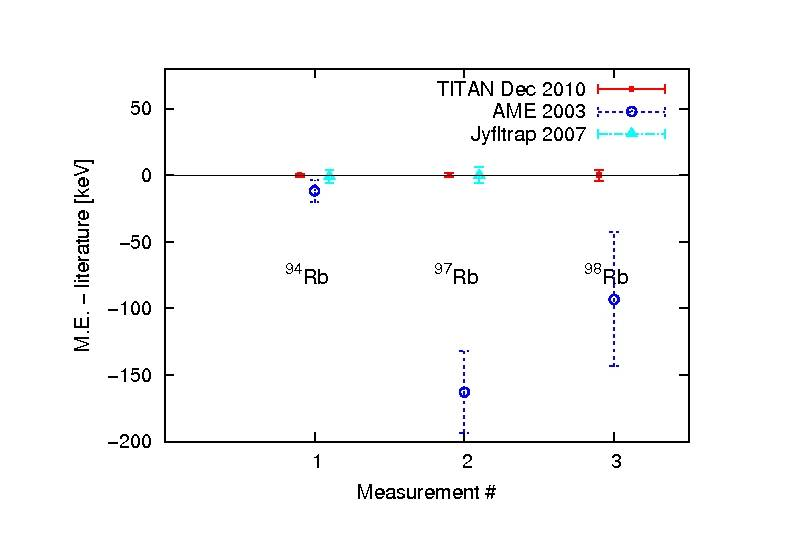 TITAN Dec 2010
AME 2003
Jyfltrap 2007
50
0
−50
−100
−150
−200
M.E. − literature [keV]
⁹⁴Rb
⁹⁷Rb
⁹⁸Rb
1
2
3
Measurement #